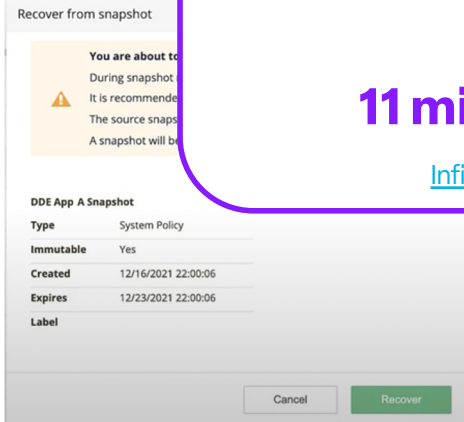 Recover from snapshot
You are about to
During snapshot
It is recommende
The source snaps
A snapshot will be
11 mi
Infi
DDE App A Snapshot
Type System Policy
Immutable Yes
Created 12/16/2021 22:00:06
Expires 12/23/2021 22:00:06
Label
Cancel Recover